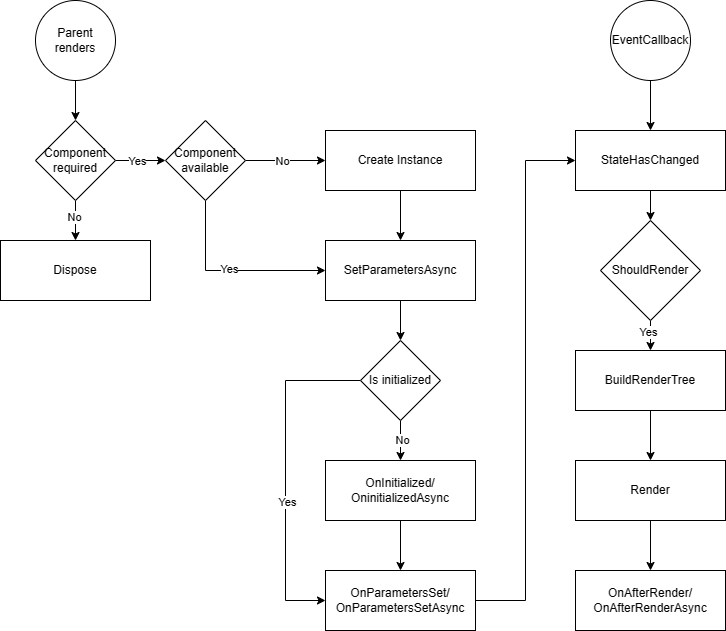 Parent
renders
EventCallback
Component
required
Yes
Component
available
No
Create Instance
StateHasChanged
No
Dispose
Yes
SetParametersAsync
ShouldRender
Yes
Is initialized
BuildRenderTree
No
Yes
OnInitialized/
OninitializedAsync
Render
OnParametersSet/
OnParametersSetAsync
OnAfterRender/
OnAfterRenderAsync